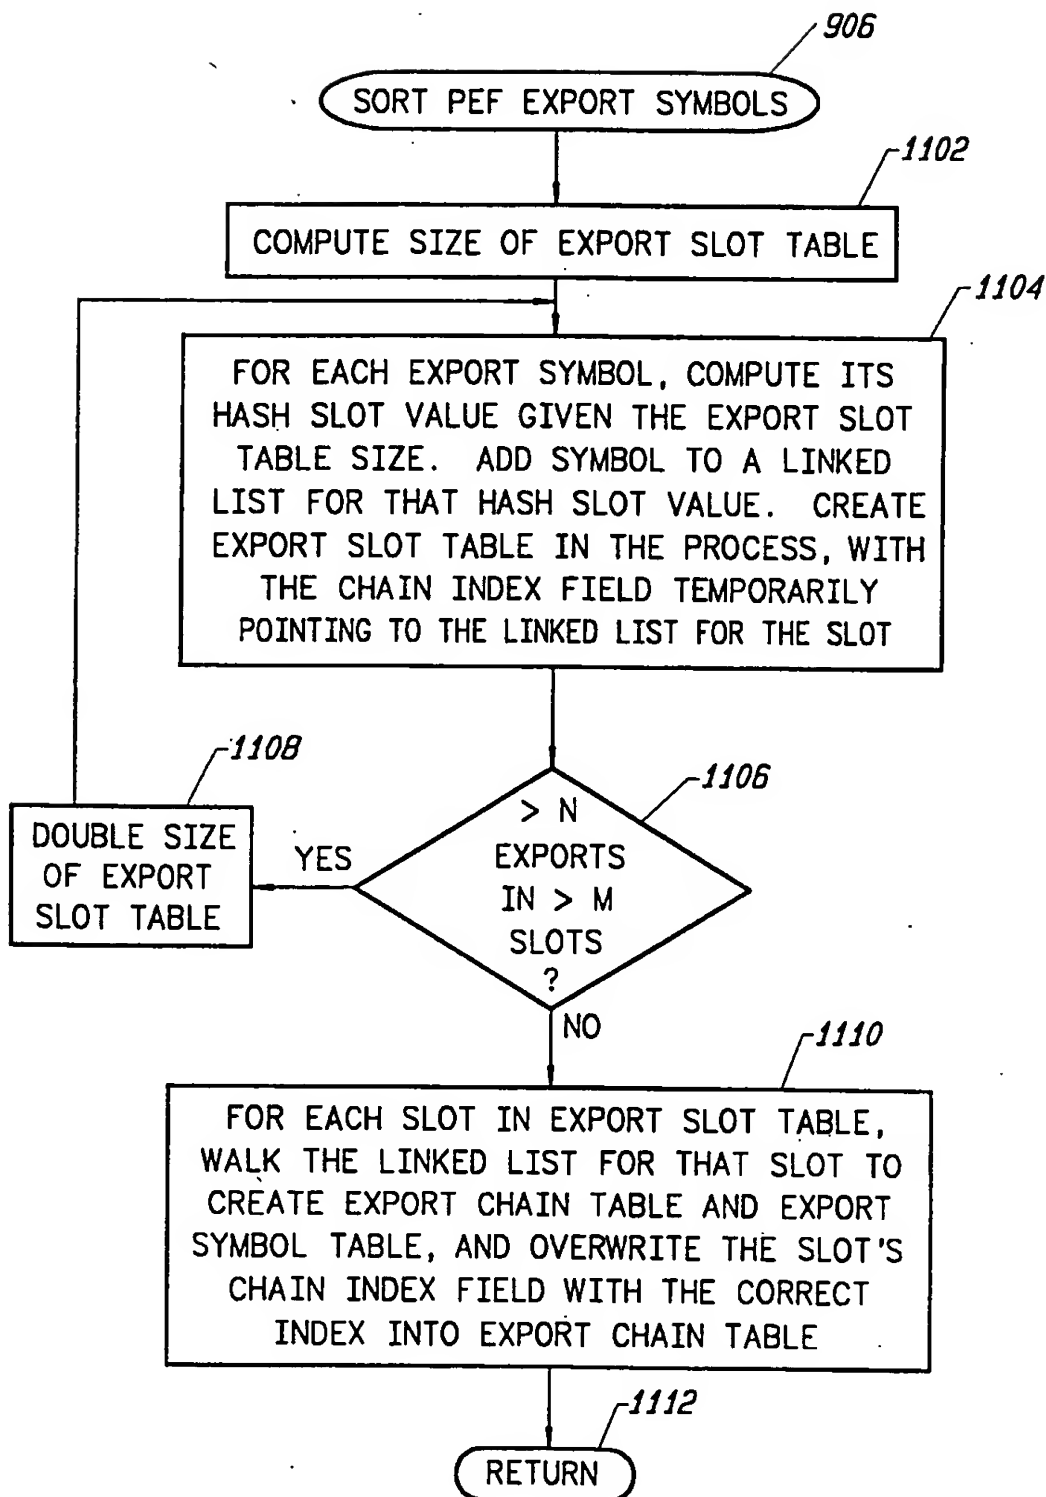 906
SORT PEF EXPORT SYMBOLS
1102
COMPUTE SIZE OF EXPORT SLOT TABLE
1104
FOR EACH EXPORT SYMBOL, COMPUTE ITS
HASH SLOT VALUE GIVEN THE EXPORT SLOT
TABLE SIZE. ADD SYMBOL TO A LINKED
LIST FOR THAT HASH SLOT VALUE. CREATE
EXPORT SLOT TABLE IN THE PROCESS, WITH
THE CHAIN INDEX FIELD TEMPORARILY
POINTING TO THE LINKED LIST FOR THE SLOT
1108
DOUBLE SIZE
OF EXPORT
SLOT TABLE
YES
1106
> N
EXPORTS
IN > M
SLOTS
?
NO
1110
FOR EACH SLOT IN EXPORT SLOT TABLE,
WALK THE LINKED LIST FOR THAT SLOT TO
CREATE EXPORT CHAIN TABLE AND EXPORT
SYMBOL TABLE, AND OVERWRITE THE SLOT'S
CHAIN INDEX FIELD WITH THE CORRECT
INDEX INTO EXPORT CHAIN TABLE
1112
RETURN